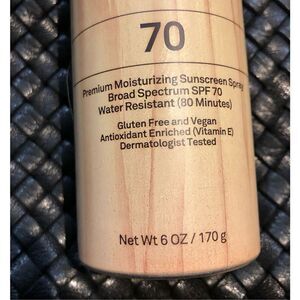 70
Premium Moisturizing Sunscreen Spray
Broad Spectrum SPF 70
Water Resistant (80 Minutes)
Gluten Free and Vegan
Antioxidant Enriched (Vitamin E)
Dermatologist Tested
Net Wt 6 OZ / 170 g